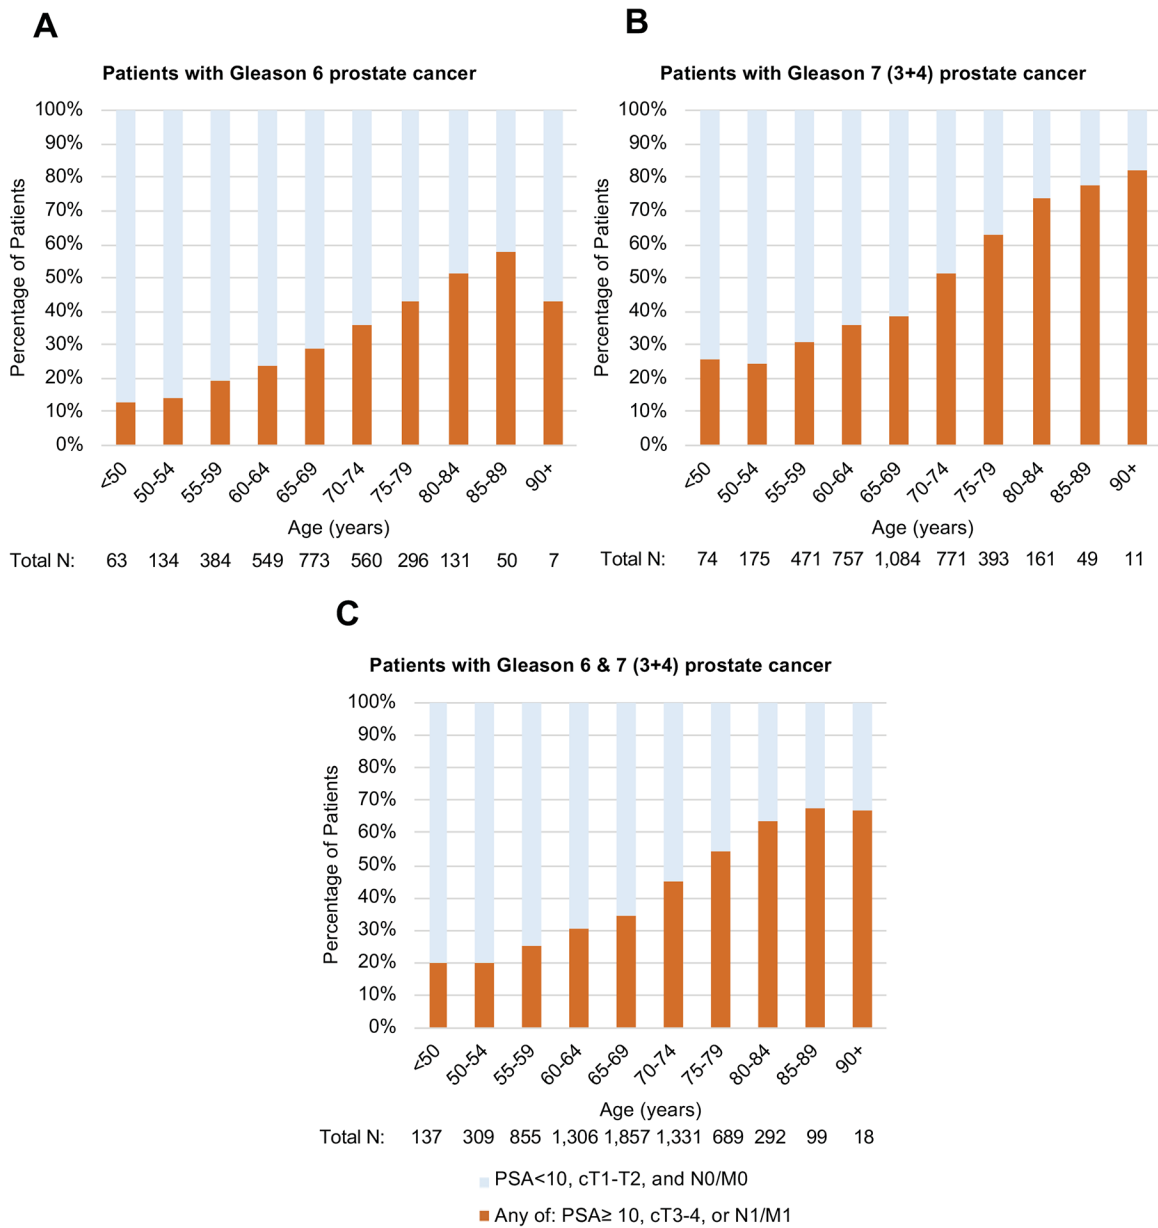 A
Patients with Gleason 6 prostate cancer
100%
90%
80%
70%
60%
50%
40%
30%
20%
10%
0%
Percentage of Patients
<50 50-54 55-59 60-64 65-69 70-74 75-79 80-84 85-89 90+
Age (years)
Total N: 63 134 384 549 773 560 296 131 50 7
B
Patients with Gleason 7 (3+4) prostate cancer
100%
90%
80%
70%
60%
50%
40%
30%
20%
10%
0%
Percentage of Patients
<50 50-54 55-59 60-64 65-69 70-74 75-79 80-84 85-89 90+
Age (years)
Total N: 74 175 471 757 1,084 771 393 161 49 11
C
Patients with Gleason 6 & 7 (3+4) prostate cancer
100%
90%
80%
70%
60%
50%
40%
30%
20%
10%
0%
Percentage of Patients
<50 50-54 55-59 60-64 65-69 70-74 75-79 80-84 85-89 90+
Age (years)
Total N: 137 309 855 1,306 1,857 1,331 689 292 99 18
PSA<10, cT1-T2, and N0/M0
Any of: PSA≥ 10, cT3-4, or N1/M1